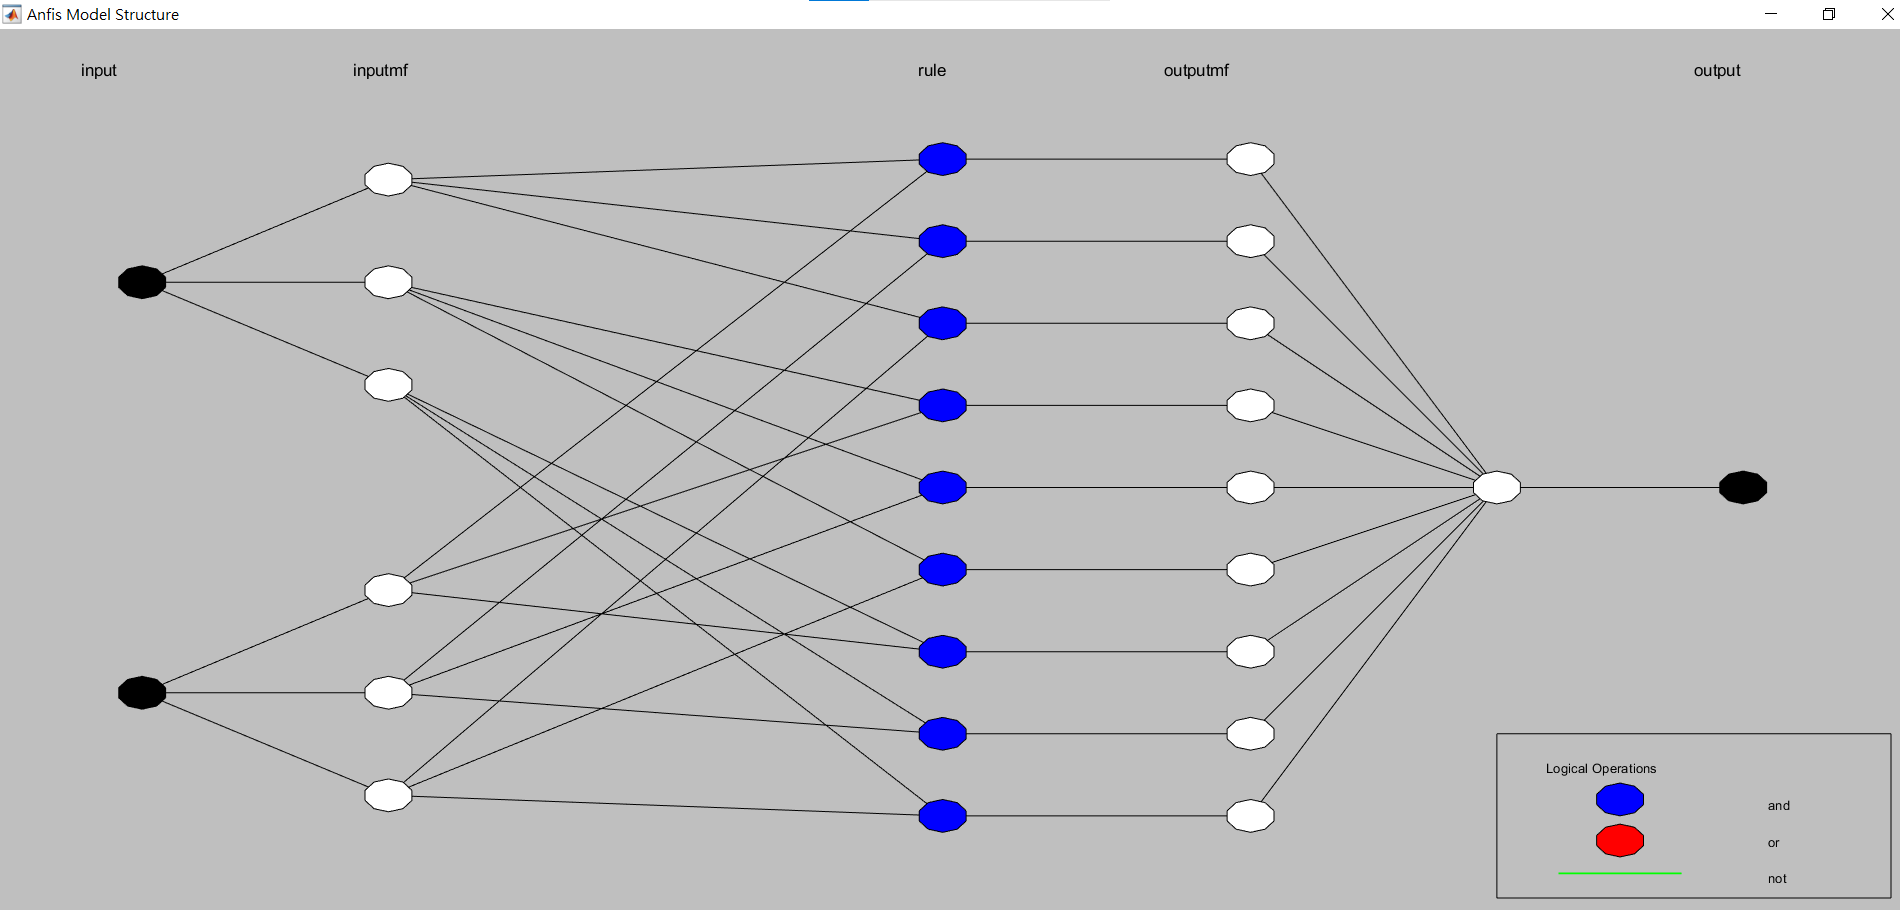 Anfis Model Structure
input inputmf rule outputmf output
Logical Operations
and
or
not